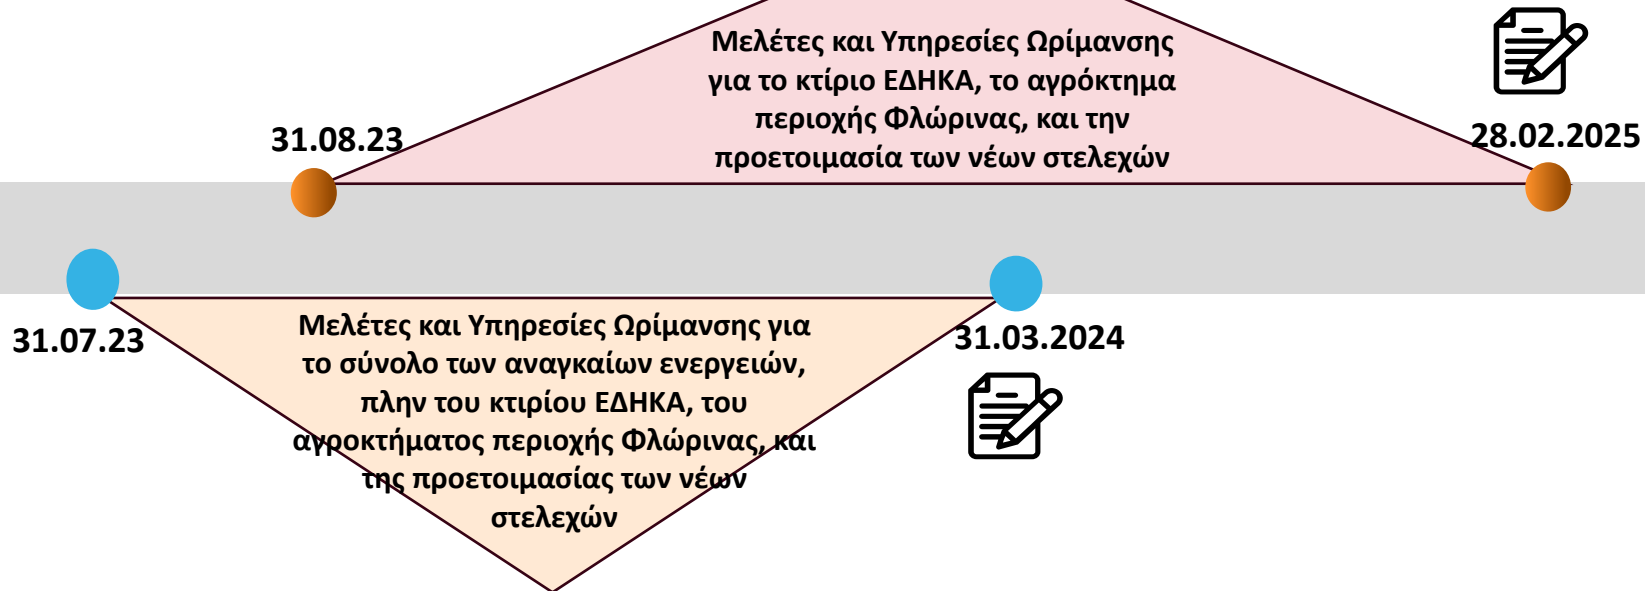 Μελέτες και Υπηρεσίες Ωρίμανσης
για το κτίριο ΕΔΗΚΑ, το αγρόκτημα
περιοχής Φλώρινας, και την
προετοιμασία των νέων στελεχών
31.08.23
28.02.2025
31.07.23
Μελέτες και Υπηρεσίες Ωρίμανσης για
το σύνολο των αναγκαίων ενεργειών,
πλην του κτιρίου ΕΔΗΚΑ, του
αγροκτήματος περιοχής Φλώρινας, και
της προετοιμασίας των νέων
στελεχών
31.03.2024